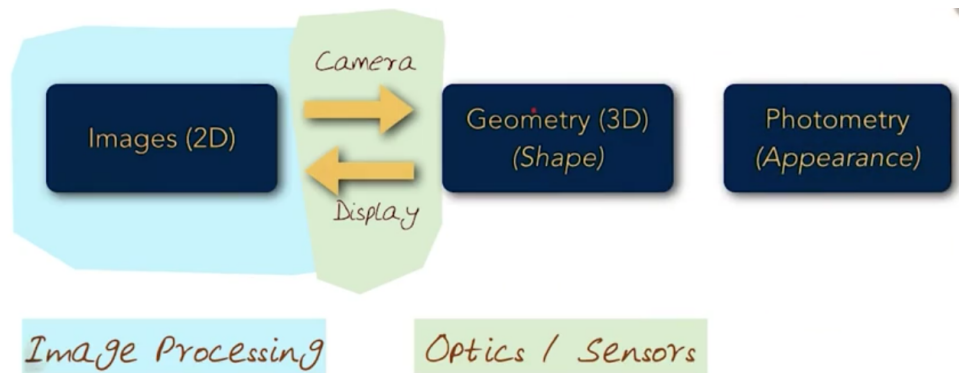 Camera
Images (2D)
Geometry (3D)
(Shape)
Photometry
(Appearance)
Display
Image Processing
Optics / Sensors